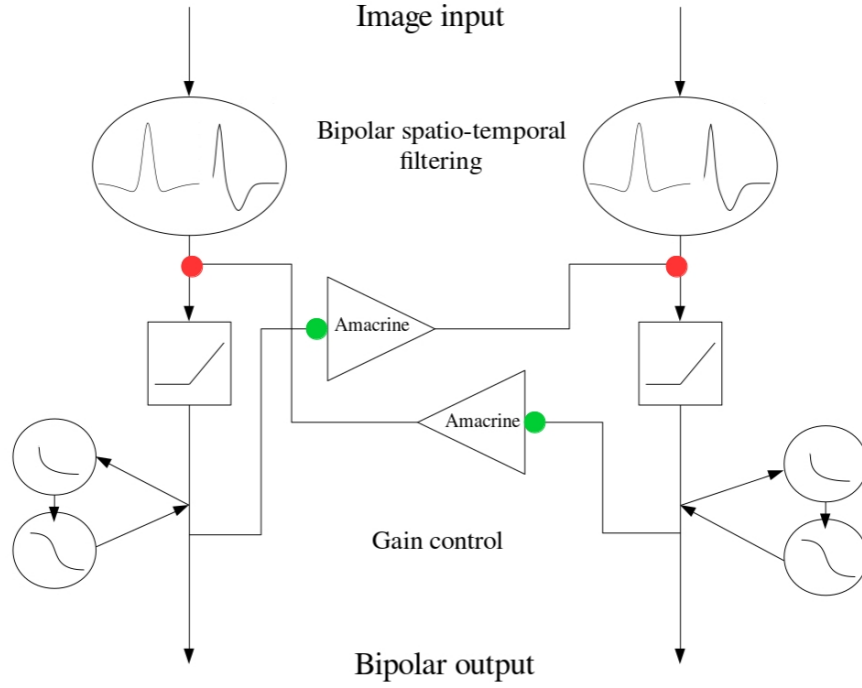 Image input
Bipolar spatio-temporal
filtering
Amacrine
Amacrine
Gain control
Bipolar output